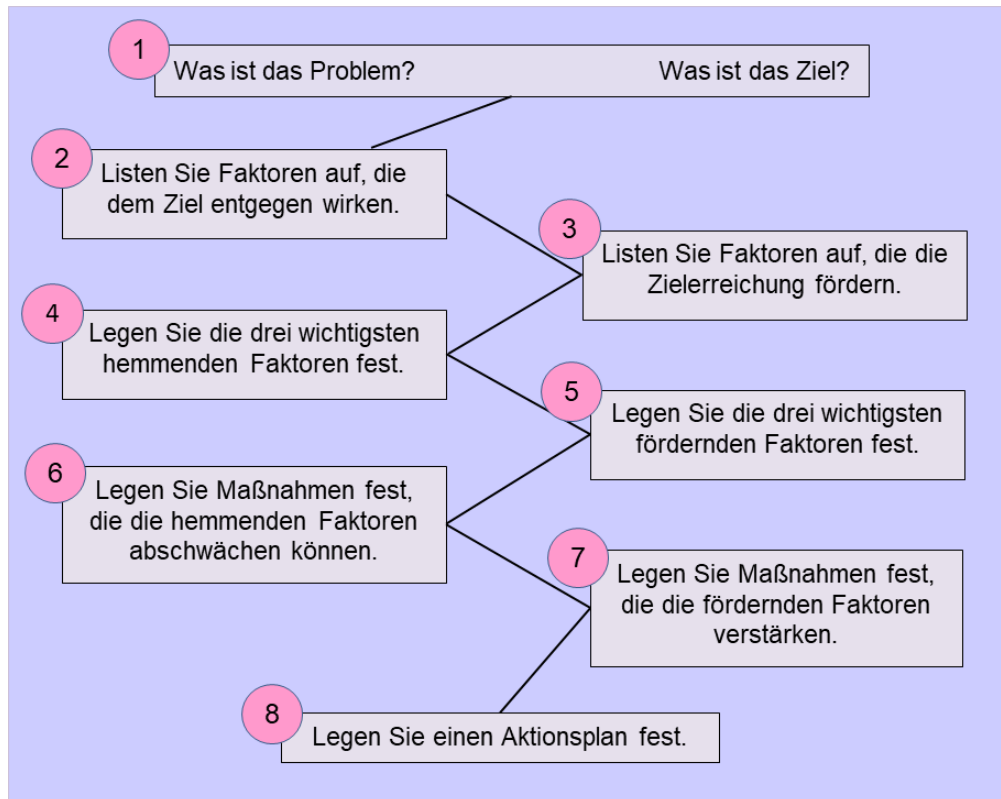 1
Was ist das Problem? Was ist das Ziel?
2
Listen Sie Faktoren auf, die
dem Ziel entgegen wirken.
3
Listen Sie Faktoren auf, die die
Zielerreichung fördern.
4
Legen Sie die drei wichtigsten
hemmenden Faktoren fest.
5
Legen Sie die drei wichtigsten
fördernden Faktoren fest.
6
Legen Sie Maßnahmen fest,
die die hemmenden Faktoren
abschwächen können.
7
Legen Sie Maßnahmen fest,
die die fördernden Faktoren
verstärken.
8
Legen Sie einen Aktionsplan fest.